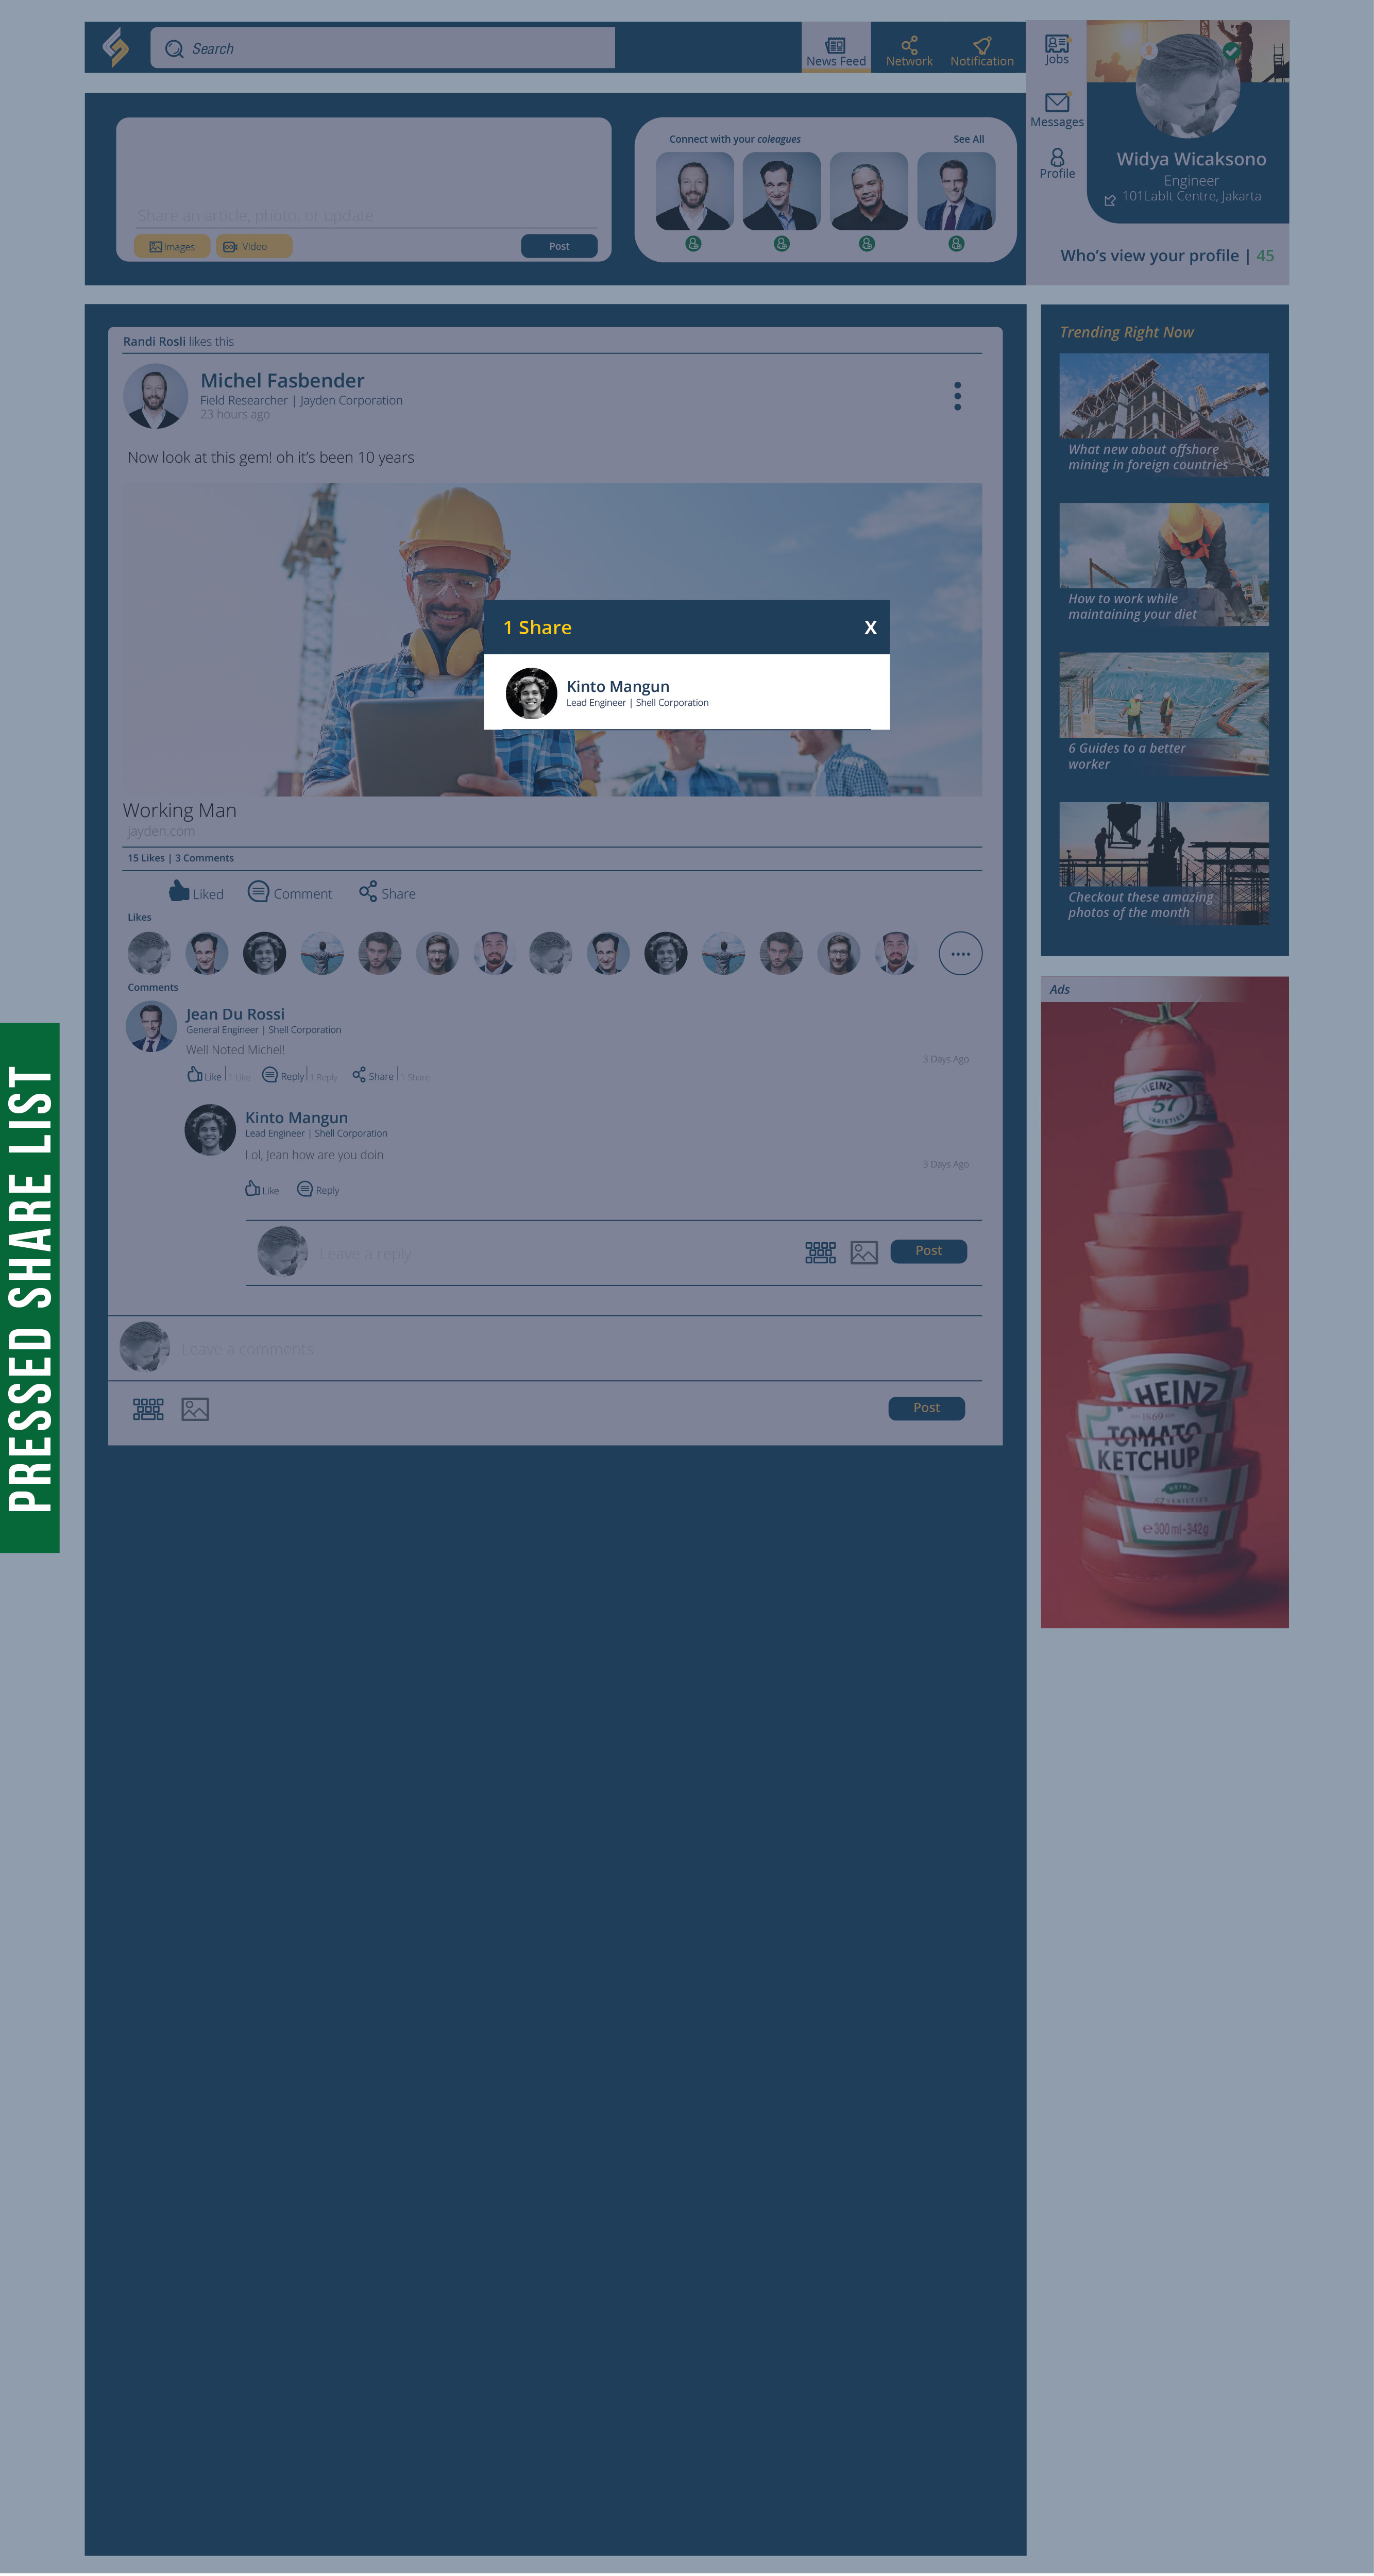 Search
News Feed
Network
Notification
Jobs
Messages
Profile
Widya Wicaksono
Engineer
101LabIt Centre, Jakarta
Who's view your profile | 45
Share an article, photo, or update
Images
Video
Post
Connect with your coleagues
See All
Randi Rosli likes this
Michel Fasbender
Field Researcher | Jayden Corporation
23 hours ago
Now look at this gem! oh it's been 10 years
1 Share
X
Kinto Mangun
Lead Engineer | Shell Corporation
Working Man
jayden.com
15 Likes | 3 Comments
Liked
Comment
Share
Likes
Comments
Jean Du Rossi
General Engineer | Shell Corporation
Well Noted Michel!
3 Days Ago
Like | 1 Like
Reply | 1 Reply
Share | 1 Share
Kinto Mangun
Lead Engineer | Shell Corporation
Lol, Jean how are you doin
3 Days Ago
Like
Reply
Leave a reply
Post
Leave a comments
Post
Trending Right Now
What new about offshore
mining in foreign countries
How to work while
maintaining your diet
6 Guides to a better
worker
Checkout these amazing
photos of the month
Ads
HEINZ
57
VARIETIES
HEINZ
1869
TOMATO
KETCHUP
HEINZ
57 VARIETIES
e 300 ml - 342g
PRESSED SHARE LIST